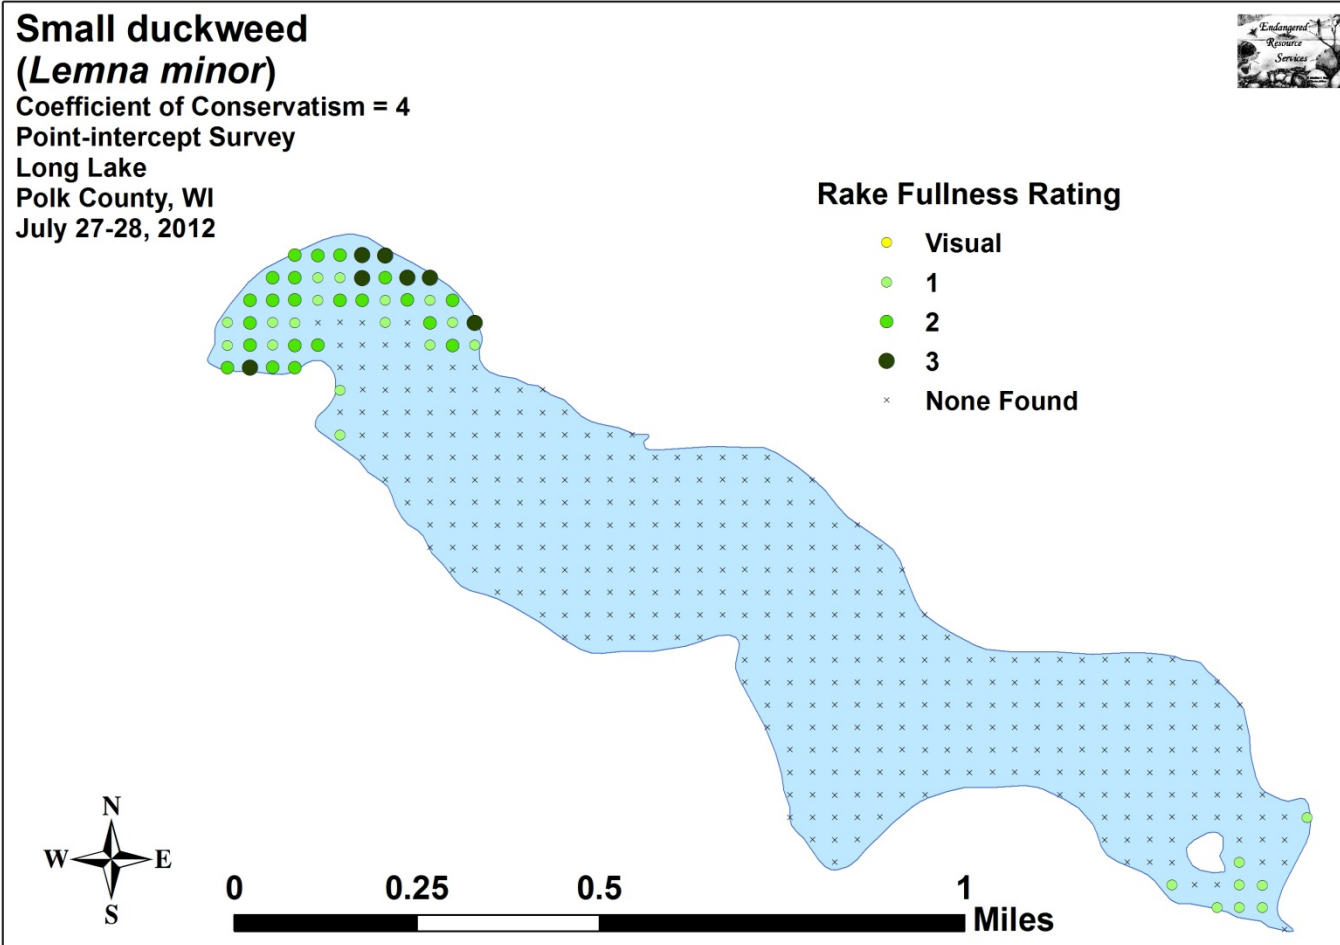 Small duckweed
(Lemna minor)
Coefficient of Conservatism = 4
Point-intercept Survey
Long Lake
Polk County, WI
July 27-28, 2012
Endangered
Resource
Services
Rake Fullness Rating
Visual
1
2
3
None Found
N
W E
S
0 0.25 0.5 1
Miles